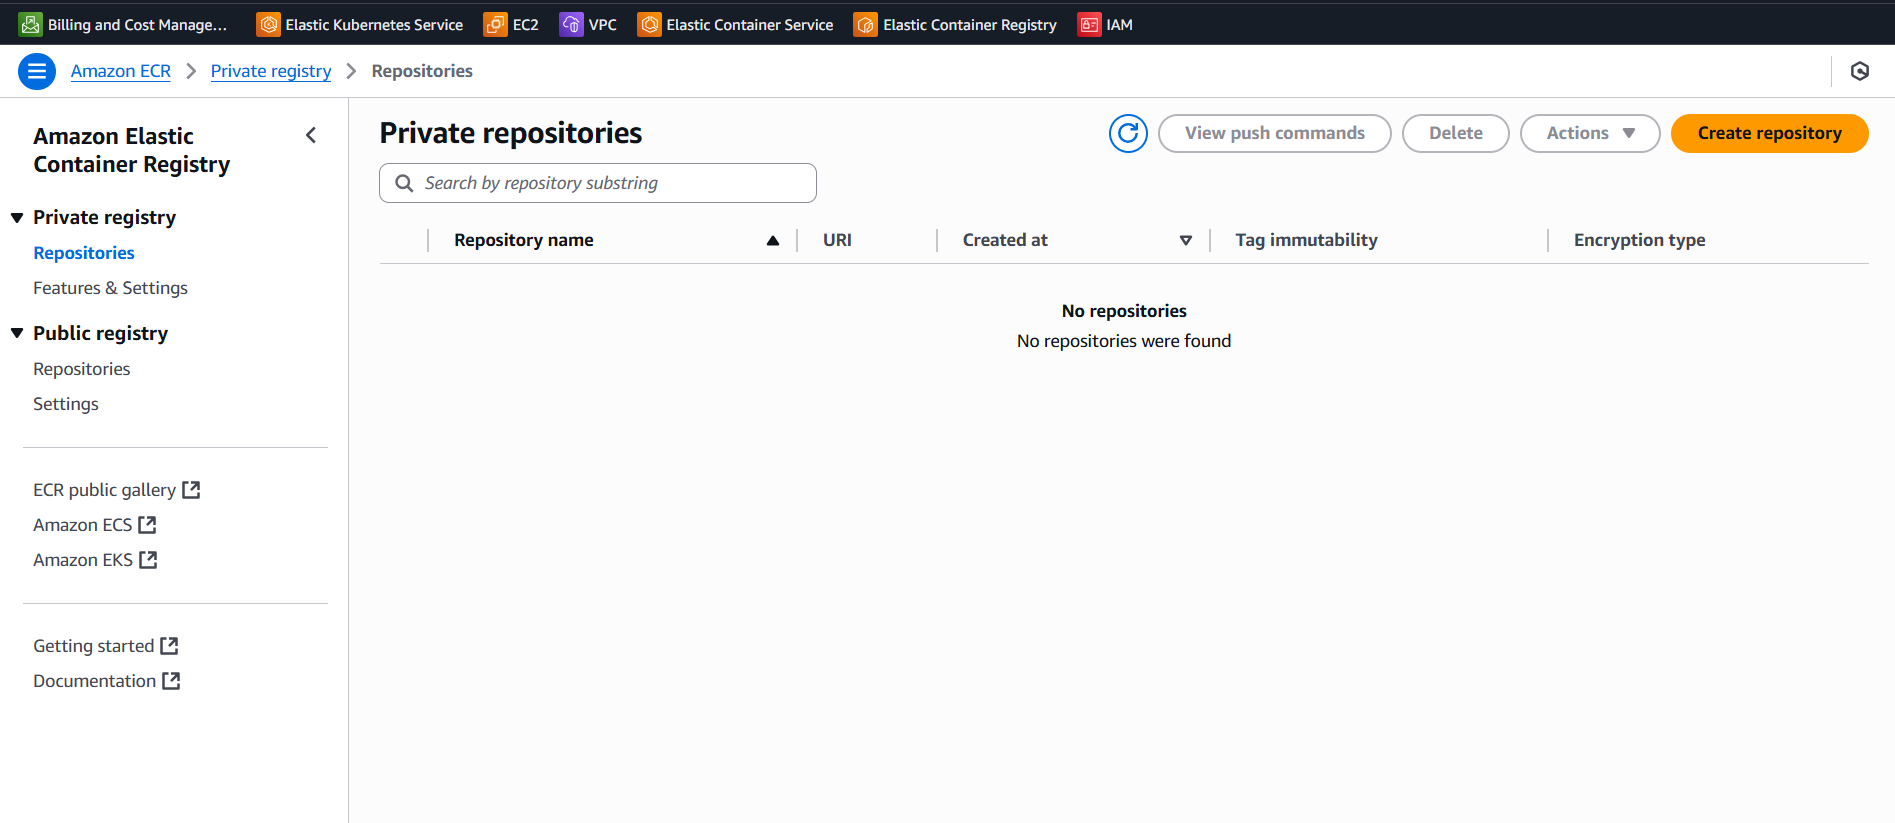 Billing and Cost Manage...
Elastic Kubernetes Service
EC2
VPC
Elastic Container Service
Elastic Container Registry
IAM
Amazon ECR
Private registry
Repositories
Amazon Elastic
Container Registry
Private registry
Repositories
Features & Settings
Public registry
Repositories
Settings
ECR public gallery
Amazon ECS
Amazon EKS
Getting started
Documentation
Private repositories
View push commands
Delete
Actions
Create repository
Search by repository substring
Repository name
URI
Created at
Tag immutability
Encryption type
No repositories
No repositories were found